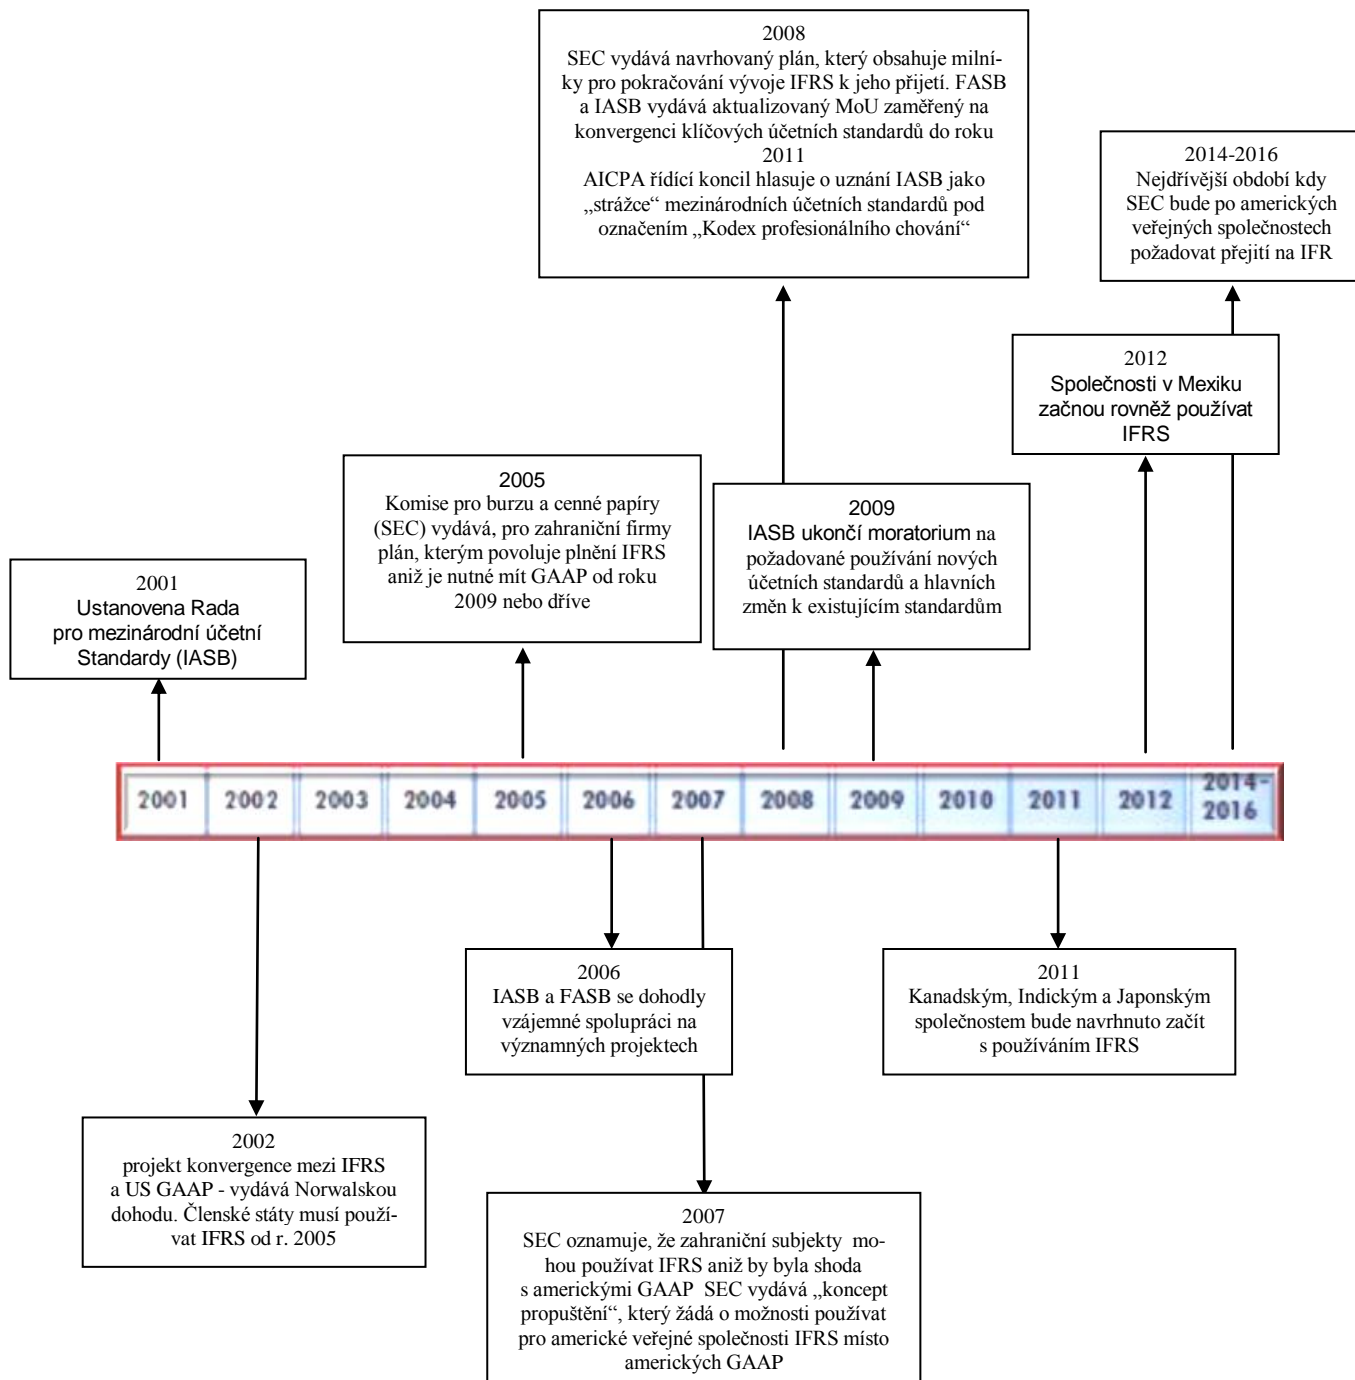 2008
SEC vydává navrhovaný plán, který obsahuje milní-
ky pro pokračování vývoje IFRS k jeho přijetí. FASB
a IASB vydává aktualizovaný MoU zaměřený na
konvergenci klíčových účetních standardů do roku
2011
AICPA řídící koncil hlasuje o uznání IASB jako
„strážce“ mezinárodních účetních standardů pod
označením „Kodex profesionálního chování“
2014-2016
Nejdřívější období kdy
SEC bude po amerických
veřejných společnostech
požadovat přejití na IFR
2012
Společnosti v Mexiku
začnou rovněž používat
IFRS
2005
Komise pro burzu a cenné papíry
(SEC) vydává, pro zahraniční firmy
plán, kterým povoluje plnění IFRS
aniž je nutné mít GAAP od roku
2009 nebo dříve
2009
IASB ukončí moratorium na
požadované používání nových
účetních standardů a hlavních
změn k existujícím standardům
2001
Ustanovena Rada
pro mezinárodní účetní
Standardy (IASB)
2001 2002 2003 2004 2005 2006 2007 2008 2009 2010 2011 2012 2014-
2016
2006
IASB a FASB se dohodly
vzájemné spolupráci na
významných projektech
2011
Kanadským, Indickým a Japonským
společnostem bude navrhnuto začít
s používáním IFRS
2002
projekt konvergence mezi IFRS
a US GAAP - vydává Norwalskou
dohodu. Členské státy musí použí-
vat IFRS od r. 2005
2007
SEC oznamuje, že zahraniční subjekty mo-
hou používat IFRS aniž by byla shoda
s americkými GAAP SEC vydává „koncept
propuštění“, který žádá o možnosti používat
pro americké veřejné společnosti IFRS místo
amerických GAAP